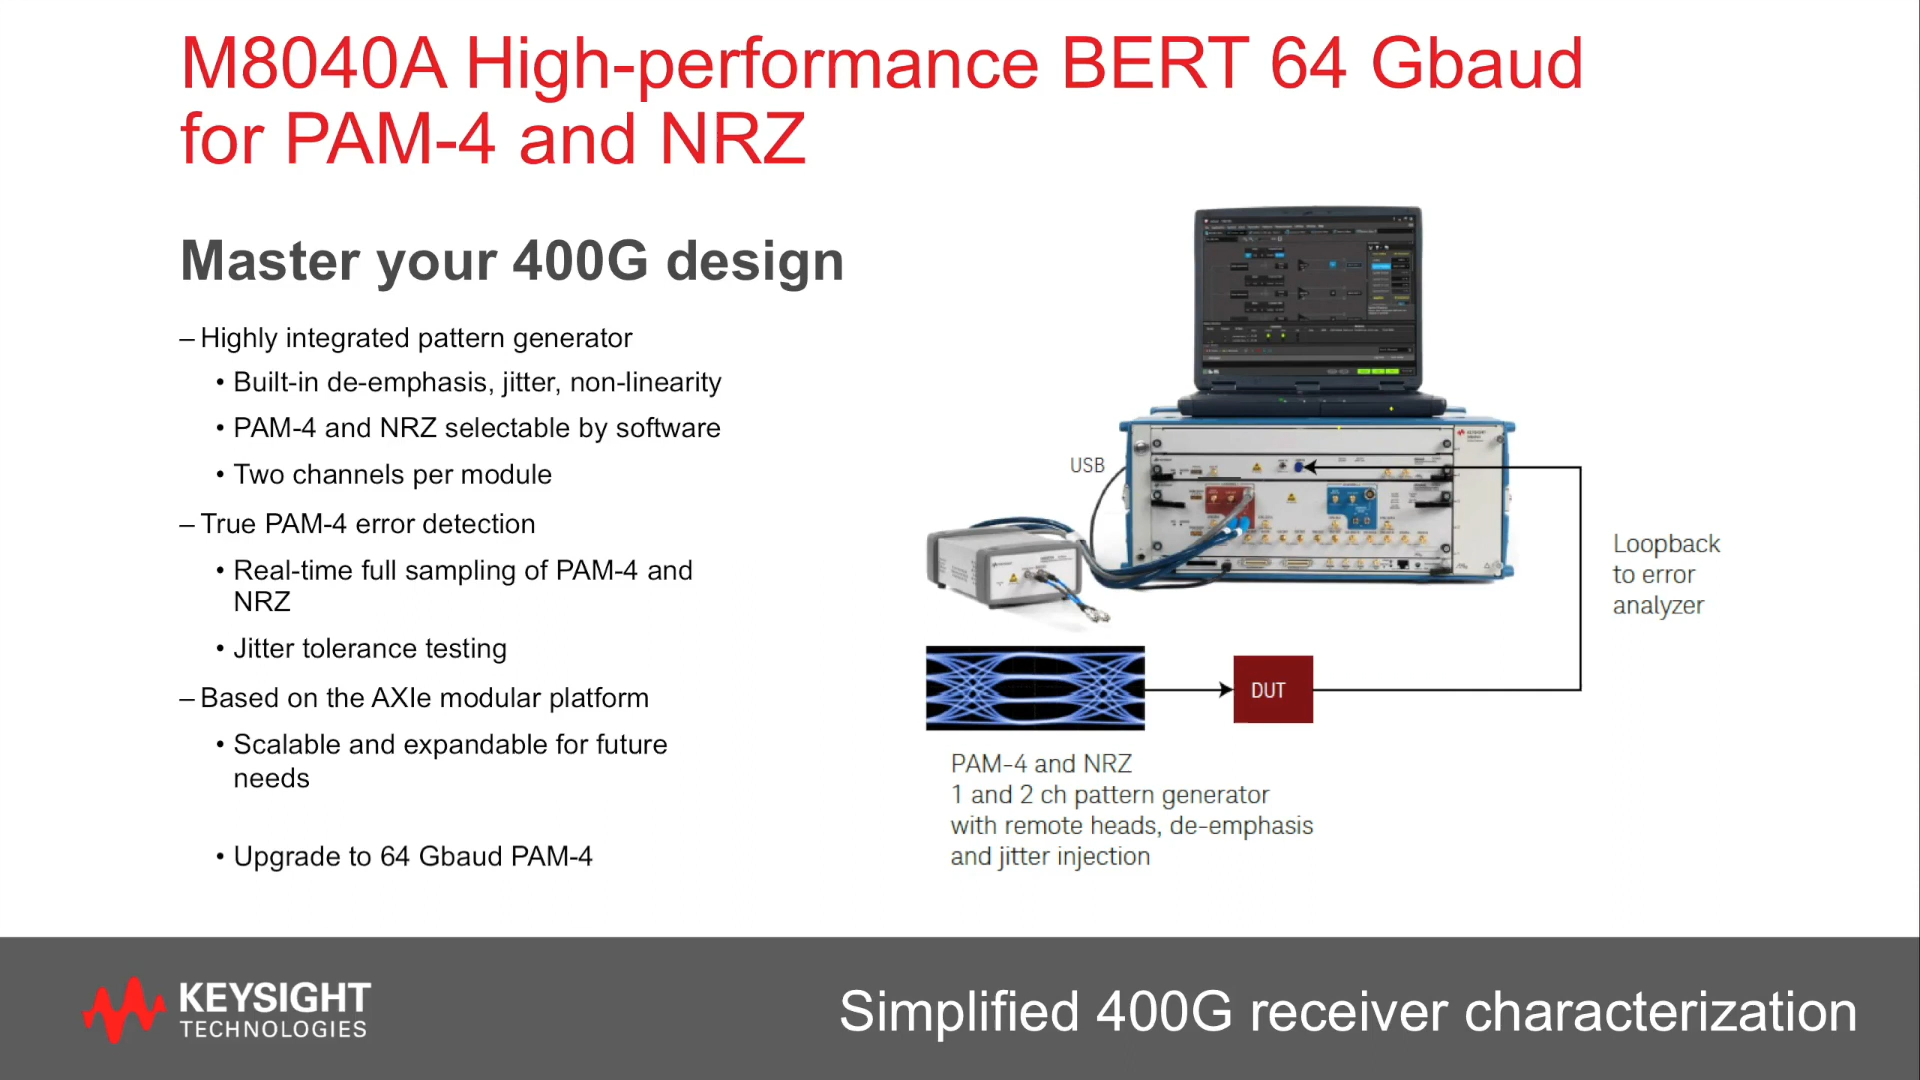 M8040A High-performance BERT 64 Gbaud
for PAM-4 and NRZ
Master your 400G design
– Highly integrated pattern generator
• Built-in de-emphasis, jitter, non-linearity
• PAM-4 and NRZ selectable by software
• Two channels per module
– True PAM-4 error detection
• Real-time full sampling of PAM-4 and
NRZ
• Jitter tolerance testing
– Based on the AXIe modular platform
• Scalable and expandable for future
needs
• Upgrade to 64 Gbaud PAM-4
USB
Loopback
to error
analyzer
DUT
PAM-4 and NRZ
1 and 2 ch pattern generator
with remote heads, de-emphasis
and jitter injection
KEYSIGHT
TECHNOLOGIES
Simplified 400G receiver characterization